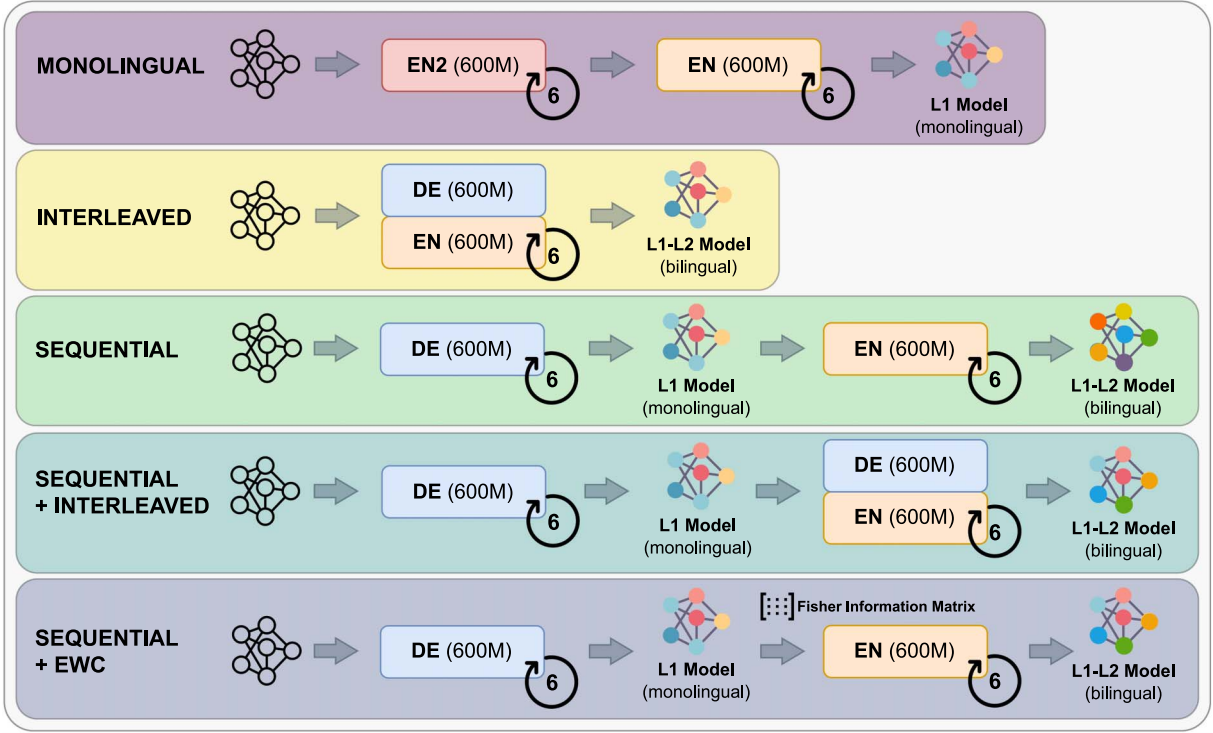 MONOLINGUAL
EN2 (600M)
6
EN (600M)
6
L1 Model
(monolingual)
INTERLEAVED
DE (600M)
EN (600M)
6
L1-L2 Model
(bilingual)
SEQUENTIAL
DE (600M)
6
L1 Model
(monolingual)
EN (600M)
6
L1-L2 Model
(bilingual)
SEQUENTIAL
+ INTERLEAVED
DE (600M)
6
L1 Model
(monolingual)
DE (600M)
EN (600M)
6
L1-L2 Model
(bilingual)
SEQUENTIAL
+ EWC
DE (600M)
6
L1 Model
(monolingual)
Fisher Information Matrix
EN (600M)
6
L1-L2 Model
(bilingual)